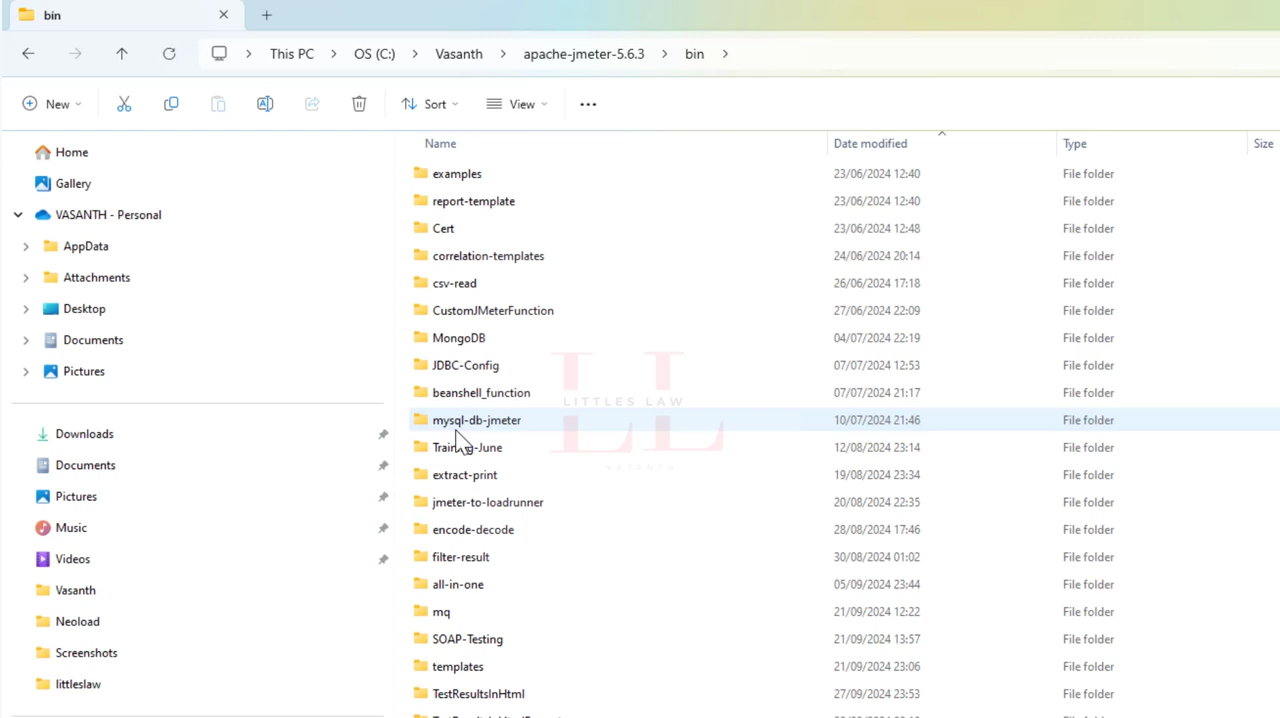 bin
This PC OS (C:) Vasanth apache-jmeter-5.6.3 bin
New Sort View
Name Date modified Type Size
Home
Gallery
VASANTH - Personal
AppData
Attachments
Desktop
Documents
Pictures
Downloads
Documents
Pictures
Music
Videos
Vasanth
Neoload
Screenshots
littleslaw
examples 23/06/2024 12:40 File folder
report-template 23/06/2024 12:40 File folder
Cert 23/06/2024 12:48 File folder
correlation-templates 24/06/2024 20:14 File folder
csv-read 26/06/2024 17:18 File folder
CustomJMeterFunction 27/06/2024 22:09 File folder
MongoDB 04/07/2024 22:19 File folder
JDBC-Config 07/07/2024 12:53 File folder
beanshell_function 07/07/2024 21:17 File folder
mysql-db-jmeter 10/07/2024 21:46 File folder
12/08/2024 23:14 File folder
extract-print 19/08/2024 23:34 File folder
jmeter-to-loadrunner 20/08/2024 22:35 File folder
encode-decode 28/08/2024 17:46 File folder
filter-result 30/08/2024 01:02 File folder
all-in-one 05/09/2024 23:44 File folder
mq 21/09/2024 12:22 File folder
SOAP-Testing 21/09/2024 13:57 File folder
templates 21/09/2024 23:06 File folder
TestResultsInHtml 27/09/2024 23:53 File folder
LL
LITTLES LAW
VASANTH